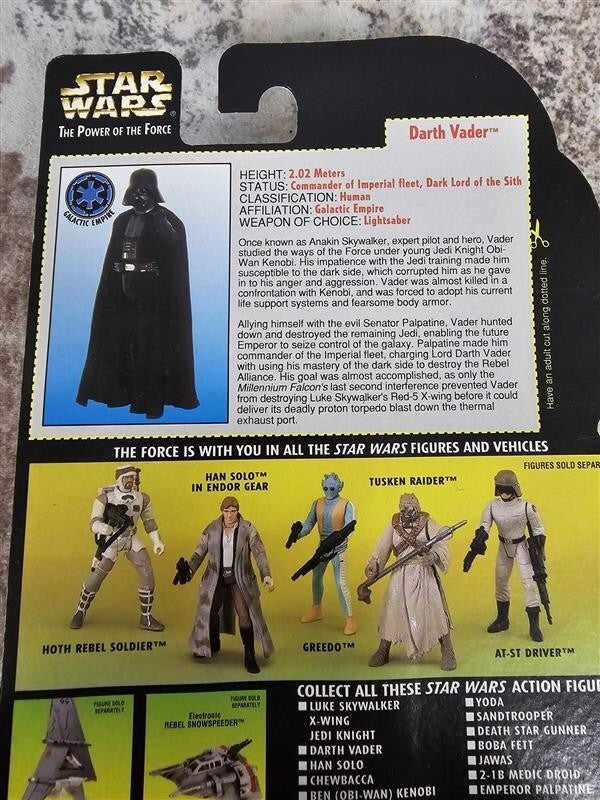 STAR
WARS
THE POWER OF THE FORCE
Darth Vader™
GALACTIC EMPIRE
HEIGHT: 2.02 Meters
STATUS: Commander of Imperial fleet, Dark Lord of the Sith
CLASSIFICATION: Human
AFFILIATION: Galactic Empire
WEAPON OF CHOICE: Lightsaber
Once known as Anakin Skywalker, expert pilot and hero, Vader
studied the ways of the Force under young Jedi Knight Obi-
Wan Kenobi. His impatience with the Jedi training made him
susceptible to the dark side, which corrupted him as he gave
in to his anger and aggression. Vader was almost killed in a
confrontation with Kenobi, and was forced to adopt his current
life support systems and fearsome body armor.
Allying himself with the evil Senator Palpatine, Vader hunted
down and destroyed the remaining Jedi, enabling the future
Emperor to seize control of the galaxy. Palpatine made him
commander of the Imperial fleet, charging Lord Darth Vader
with using his mastery of the dark side to destroy the Rebel
Alliance. His goal was almost accomplished, as only the
Millennium Falcon's last second interference prevented Vader
from destroying Luke Skywalker's Red-5 X-wing before it could
deliver its deadly proton torpedo blast down the thermal
exhaust port.
Have an adult cut along dotted line.
THE FORCE IS WITH YOU IN ALL THE STAR WARS FIGURES AND VEHICLES
FIGURES SOLD SEPAR
HAN SOLO™
IN ENDOR GEAR
TUSKEN RAIDER™
HOTH REBEL SOLDIER™
GREEDO™
AT-ST DRIVER™
FIGURE SOLD
SEPARATELY
Electronic
REBEL SNOWSPEEDER™
FIGURE SOLD
SEPARATELY
COLLECT ALL THESE STAR WARS ACTION FIGU
LUKE SKYWALKER
X-WING
JEDI KNIGHT
DARTH VADER
HAN SOLO
CHEWBACCA
BEN (OBI-WAN) KENOBI
YODA
SANDTROOPER
DEATH STAR GUNNER
BOBA FETT
JAWAS
2-1B MEDIC DROID
EMPEROR PALPATINE